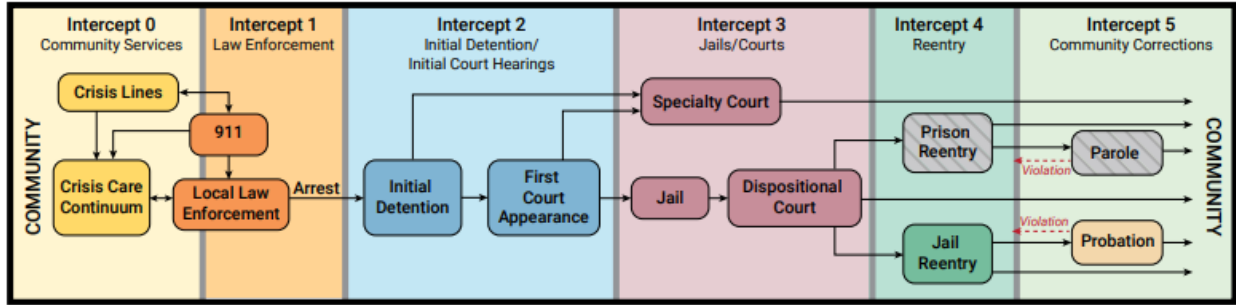 Intercept 0
Community Services
Intercept 1
Law Enforcement
Intercept 2
Initial Detention/
Initial Court Hearings
Intercept 3
Jails/Courts
Intercept 4
Reentry
Intercept 5
Community Corrections
COMMUNITY
Crisis Lines
911
Crisis Care
Continuum
Local Law
Enforcement
Arrest
Initial
Detention
First
Court
Appearance
Specialty Court
Jail
Dispositional
Court
Prison
Reentry
Violation
Parole
Jail
Reentry
Violation
Probation
COMMUNITY